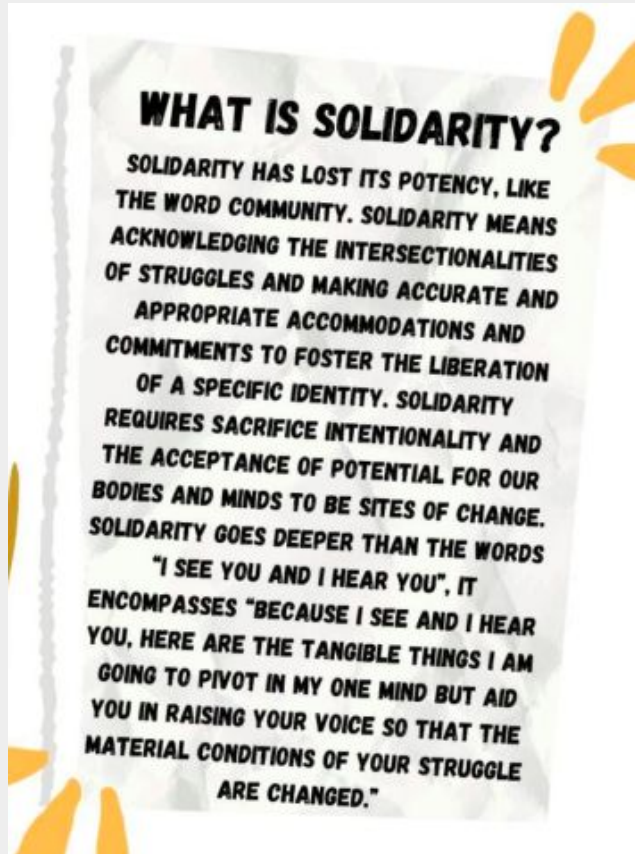 WHAT IS SOLIDARITY?
SOLIDARITY HAS LOST ITS POTENCY, LIKE
THE WORD COMMUNITY. SOLIDARITY MEANS
ACKNOWLEDGING THE INTERSECTIONALITIES
OF STRUGGLES AND MAKING ACCURATE AND
APPROPRIATE ACCOMMODATIONS AND
COMMITMENTS TO FOSTER THE LIBERATION
OF A SPECIFIC IDENTITY. SOLIDARITY
REQUIRES SACRIFICE INTENTIONALITY AND
THE ACCEPTANCE OF POTENTIAL FOR OUR
BODIES AND MINDS TO BE SITES OF CHANGE.
SOLIDARITY GOES DEEPER THAN THE WORDS
"I SEE YOU AND I HEAR YOU", IT
ENCOMPASSES "BECAUSE I SEE AND I HEAR
YOU, HERE ARE THE TANGIBLE THINGS I AM
GOING TO PIVOT IN MY ONE MIND BUT AID
YOU IN RAISING YOUR VOICE SO THAT THE
MATERIAL CONDITIONS OF YOUR STRUGGLE
ARE CHANGED."